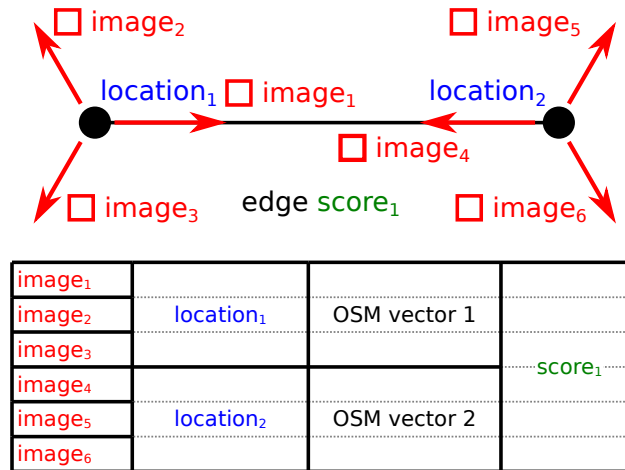 image₂
image₅
location₁
image₁
location₂
image₄
image₃
edge score₁
image₆
image₁
image₂ location₁ OSM vector 1
image₃
score₁
image₄
image₅ location₂ OSM vector 2
image₆